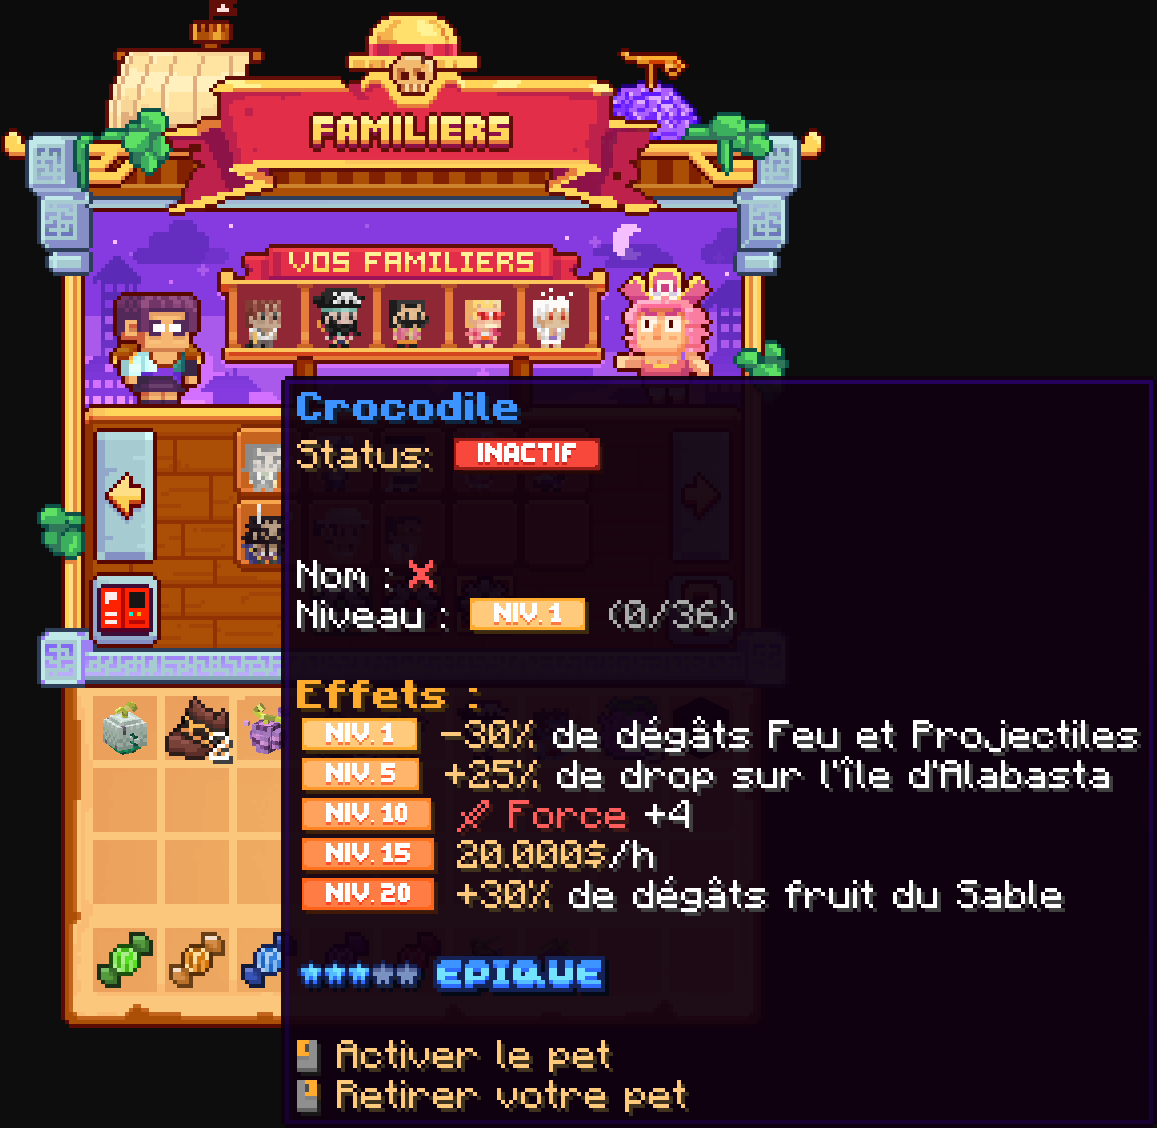 FAMILIERS
VOS FAMILIERS
Crocodile
Status: INACTIF
Nom :
Niveau : NIV. 1 (0/36)
Effets :
NIV. 1 -30% de dégâts Feu et Projectiles
NIV. 5 +25% de drop sur l'île d'Alabasta
NIV. 10 Force +4
NIV. 15 20.000$/h
NIV. 20 +30% de dégâts fruit du Sable
2
★★★★★ EPIQUE
Activer le pet
Retirer votre pet